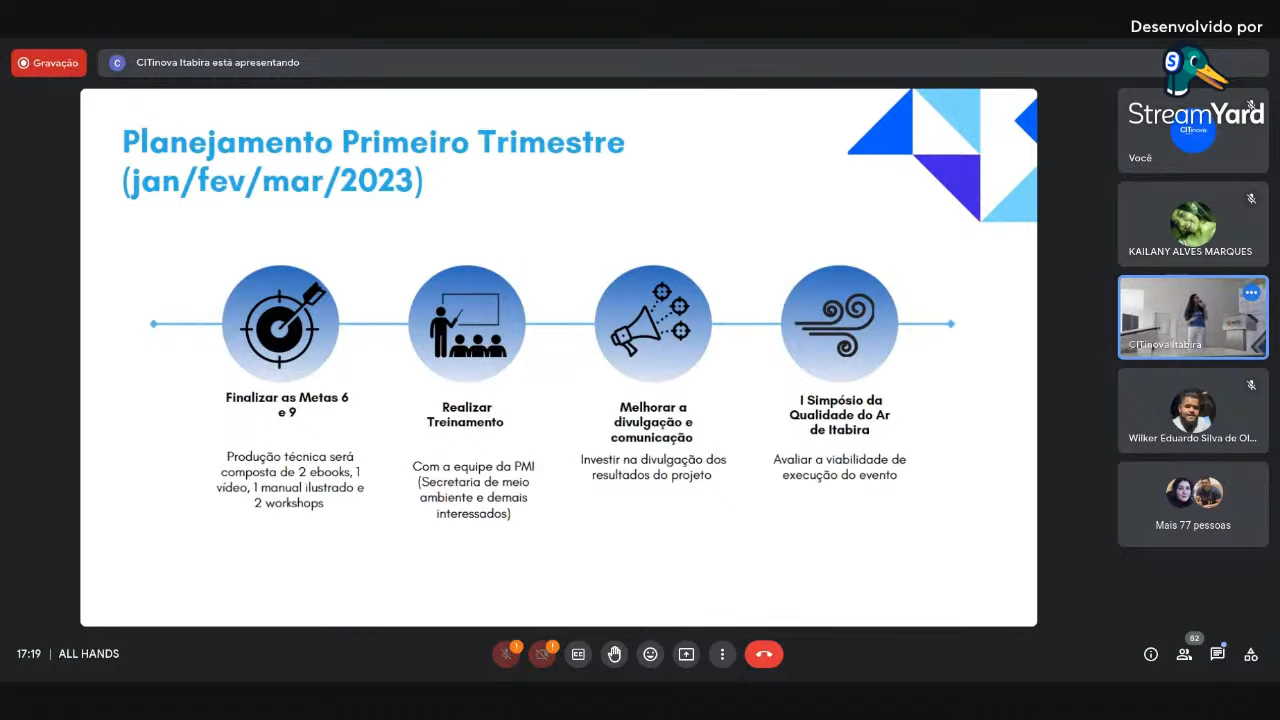 Desenvolvido por
StreamYard
Gravação
C
CITinova Itabira está apresentando
Planejamento Primeiro Trimestre
(jan/fev/mar/2023)
Finalizar as Metas 6
e 9
Produção técnica será
composta de 2 ebooks, 1
vídeo, 1 manual ilustrado e
2 workshops
Realizar
Treinamento
Com a equipe da PMI
(Secretaria de meio
ambiente e demais
interessados)
Melhorar a
divulgação e
comunicação
Investir na divulgação dos
resultados do projeto
I Simpósio da
Qualidade do Ar
de Itabira
Avaliar a viabilidade de
execução do evento
CITinova
Você
KAILANY ALVES MARQUES
CITinova Itabira
Wilker Eduardo Silva de Ol...
Mais 77 pessoas
17:19 | ALL HANDS
82